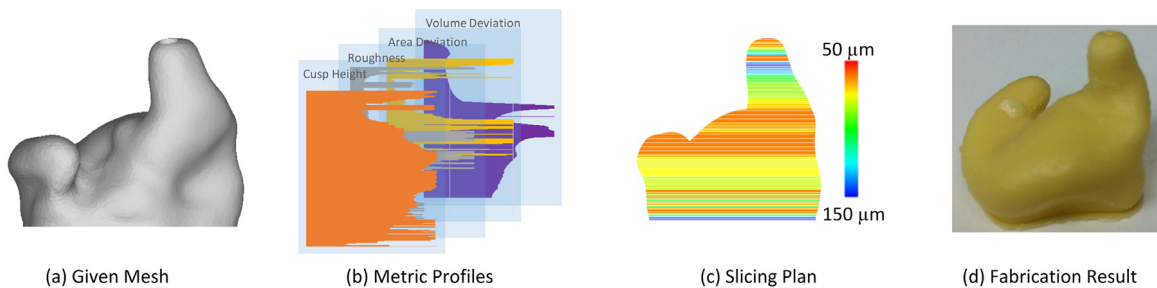 Volume Deviation
Area Deviation
Roughness
Cusp Height
50 μm
150 μm
(a) Given Mesh
(b) Metric Profiles
(c) Slicing Plan
(d) Fabrication Result